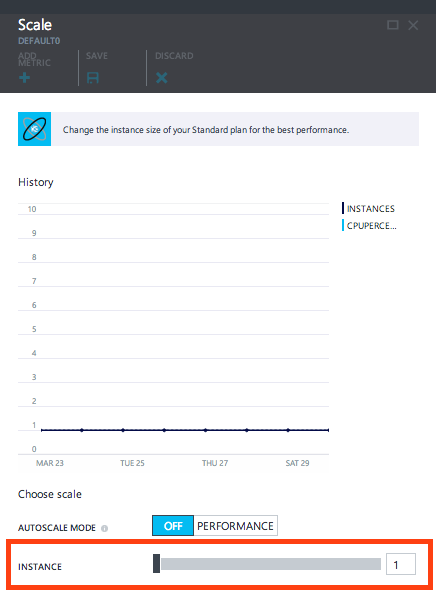 Scale
DEFAULT0
ADD METRIC
SAVE
DISCARD
Change the instance size of your Standard plan for the best performance.
History
10
9
8
7
6
5
4
3
2
1
0
INSTANCES
CPUPERCE...
MAR 23 TUE 25 THU 27 SAT 29
Choose scale
AUTOSCALE MODE OFF PERFORMANCE
INSTANCE 1